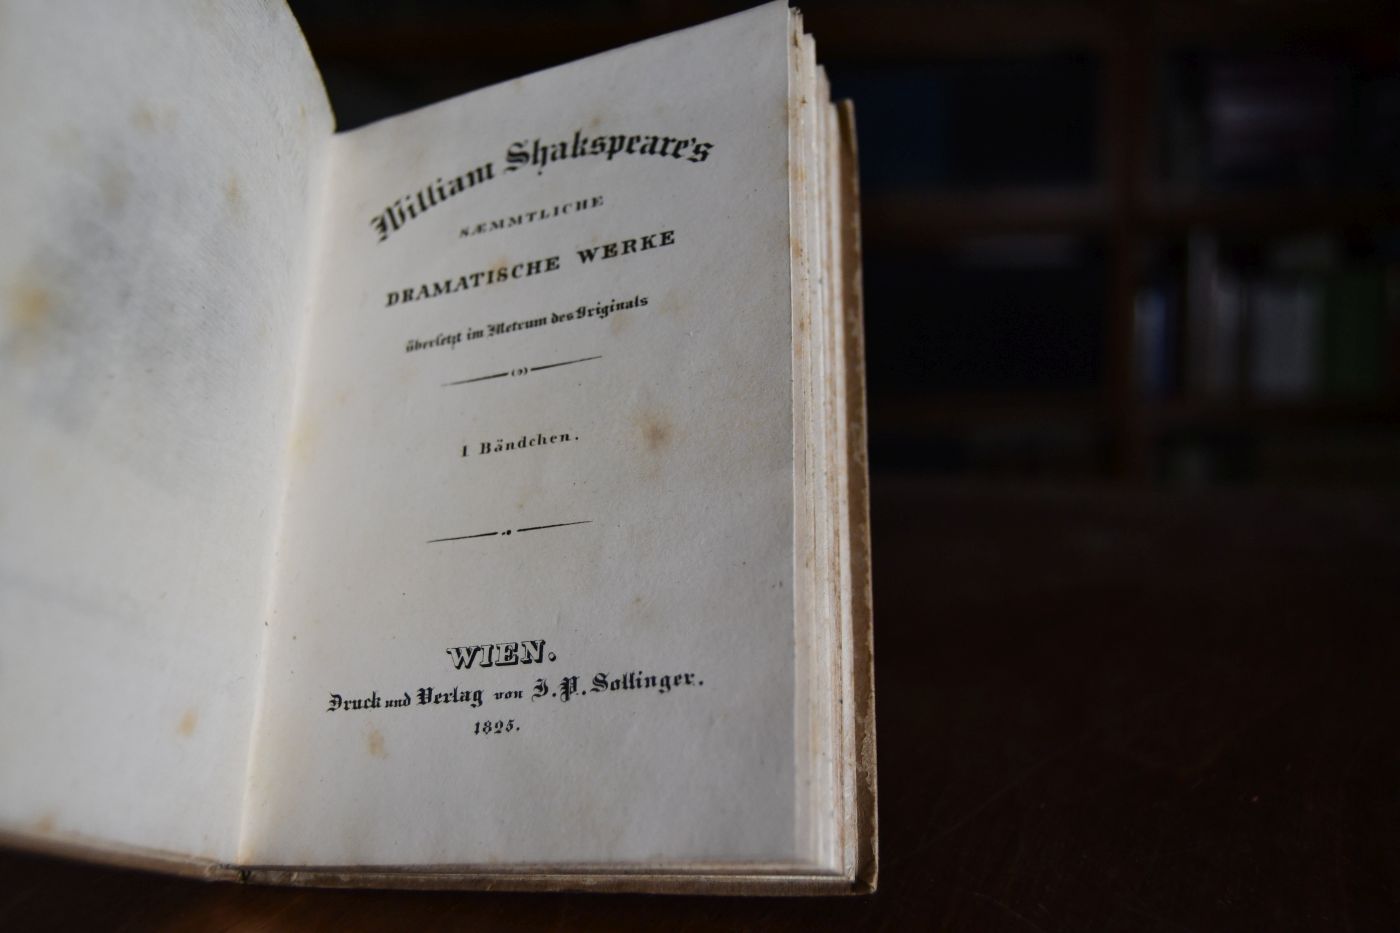 William Shakspeare's
SÆMMTLICHE
DRAMATISCHE WERKE
übersetzt im Metrum des Originals
I Bändchen.
WIEN.
Druck und Verlag von J. P. Sollinger.
1825.